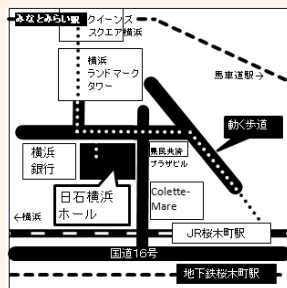 みなとみらい駅
クイーンズ
スクエア横浜
横浜
ランドマーク
タワー
馬車道駅→
動く歩道
横浜
銀行
県民共済
プラザビル
日石横浜
ホール
Colette-
Mare
←横浜
JR桜木町駅
国道16号
地下鉄桜木町駅